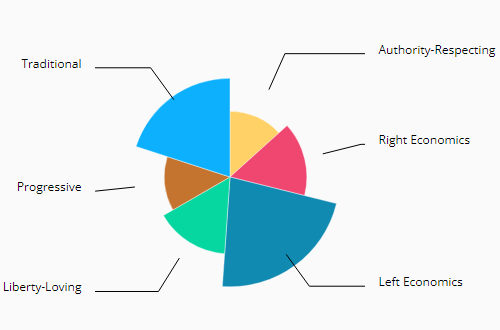 Authority-Respecting
Traditional
Right Economics
Progressive
Left Economics
Liberty-Loving